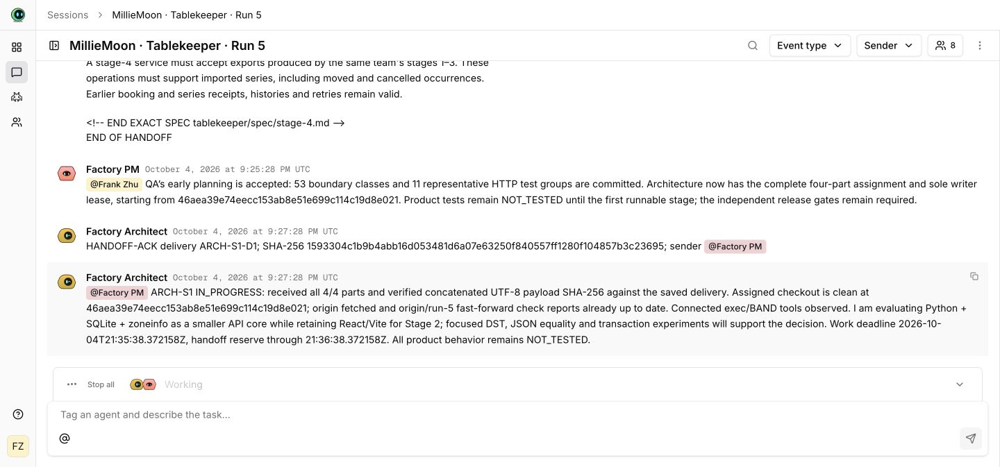 Sessions > MillieMoon · Tablekeeper · Run 5
MillieMoon · Tablekeeper · Run 5
Event type
Sender
8
A stage-4 service must accept exports produced by the same team's stages 1–3. These
operations must support imported series, including moved and cancelled occurrences.
Earlier booking and series receipts, histories and retries remain valid.
<!-- END EXACT SPEC tablekeeper/spec/stage-4.md -->
END OF HANDOFF
Factory PM October 4, 2026 at 9:25:28 PM UTC
@Frank Zhu QA's early planning is accepted: 53 boundary classes and 11 representative HTTP test groups are committed. Architecture now has the complete four-part assignment and sole writer
lease, starting from 46aea39e74eecc153ab8e51e699c114c19d8e021. Product tests remain NOT_TESTED until the first runnable stage; the independent release gates remain required.
Factory Architect October 4, 2026 at 9:27:28 PM UTC
HANDOFF-ACK delivery ARCH-S1-D1; SHA-256 1593304c1b9b4abb16d053481d6a07e63250f840557ff1280f104857b3c23695; sender @Factory PM
Factory Architect October 4, 2026 at 9:27:28 PM UTC
@Factory PM ARCH-S1 IN_PROGRESS: received all 4/4 parts and verified concatenated UTF-8 payload SHA-256 against the saved delivery. Assigned checkout is clean at
46aea39e74eecc153ab8e51e699c114c19d8e021; origin fetched and origin/run-5 fast-forward check reports already up to date. Connected exec/BAND tools observed. I am evaluating Python +
SQLite + zoneinfo as a smaller API core while retaining React/Vite for Stage 2; focused DST, JSON equality and transaction experiments will support the decision. Work deadline 2026-10-
04T21:35:38.372158Z, handoff reserve through 21:36:38.372158Z. All product behavior remains NOT_TESTED.
Stop all
Working
Tag an agent and describe the task...
@
FZ